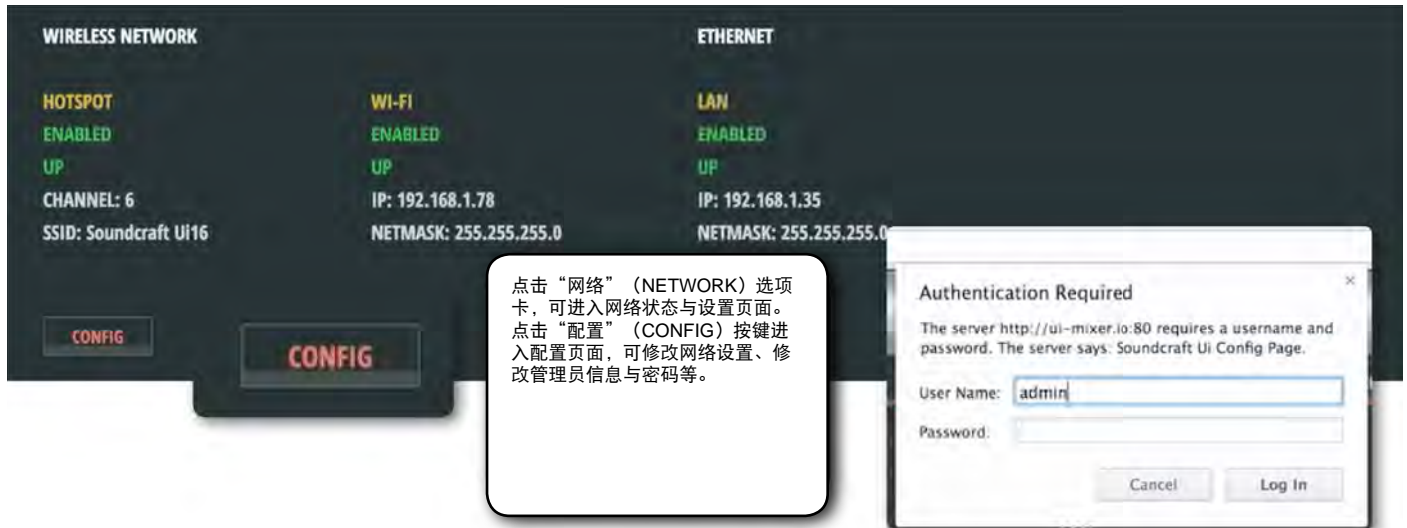 WIRELESS NETWORK
ETHERNET
HOTSPOT
WI-FI
LAN
ENABLED
ENABLED
ENABLED
UP
UP
UP
CHANNEL: 6
IP: 192.168.1.78
IP: 192.168.1.35
SSID: Soundcraft Ui16
NETMASK: 255.255.255.0
NETMASK: 255.255.255.0
CONFIG
CONFIG
点击“网络”（NETWORK）选项
卡，可进入网络状态与设置页面。
点击“配置”（CONFIG）按键进
入配置页面，可修改网络设置、修
改管理员信息与密码等。
Authentication Required
×
The server http://ui-mixer.io:80 requires a username and
password. The server says: Soundcraft Ui Config Page.
User Name: admin
Password:
Cancel
Log In